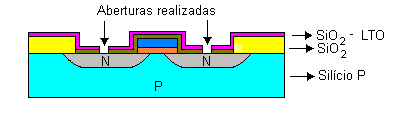 Aberturas realizadas
SiO2 - LTO
SiO2
N
N
Silício P
P